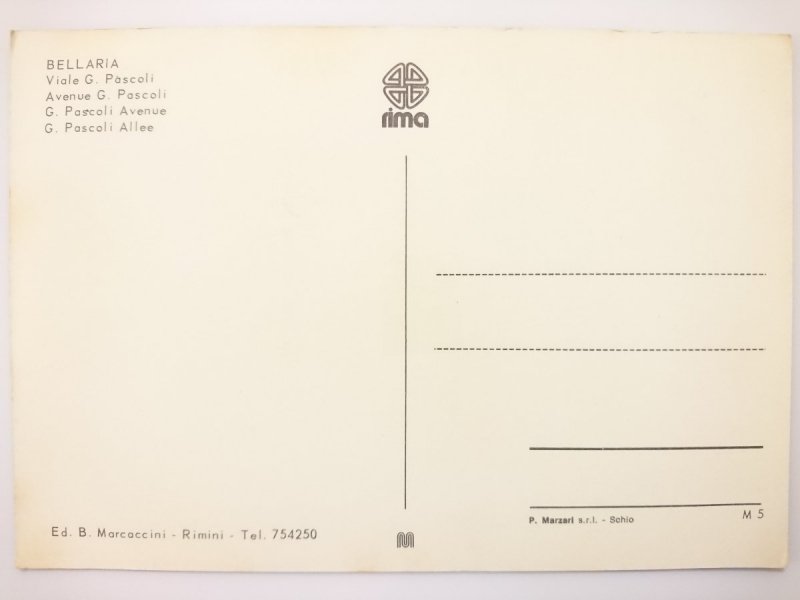 BELLARIA
Viale G. Pascoli
Avenue G. Pascoli
G. Pascoli Avenue
G. Pascoli Allee
rima
Ed. B. Marcaccini - Rimini - Tel. 754250
M
P. Marzari s.r.l. - Schio
M 5